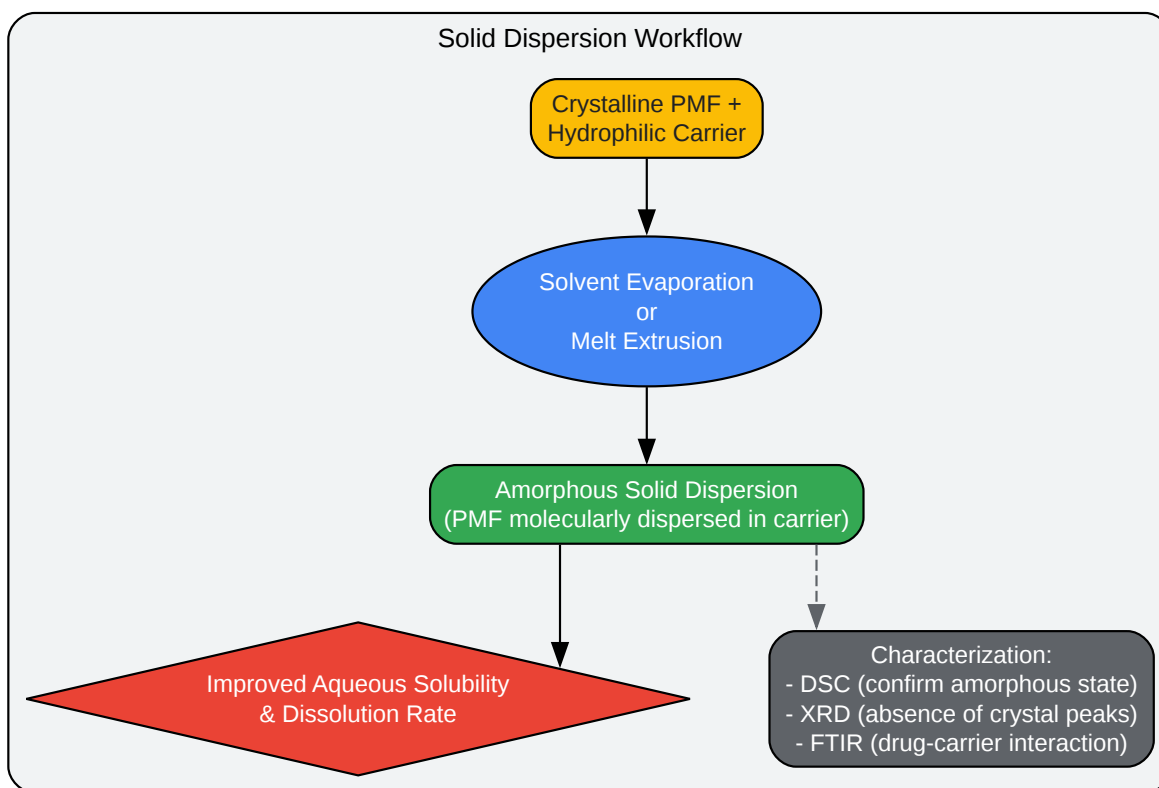 Solid Dispersion Workflow
Crystalline PMF +
Hydrophilic Carrier
Solvent Evaporation
or
Melt Extrusion
Amorphous Solid Dispersion
(PMF molecularly dispersed in carrier)
Improved Aqueous Solubility
& Dissolution Rate
Characterization:
- DSC (confirm amorphous state)
- XRD (absence of crystal peaks)
- FTIR (drug-carrier interaction)